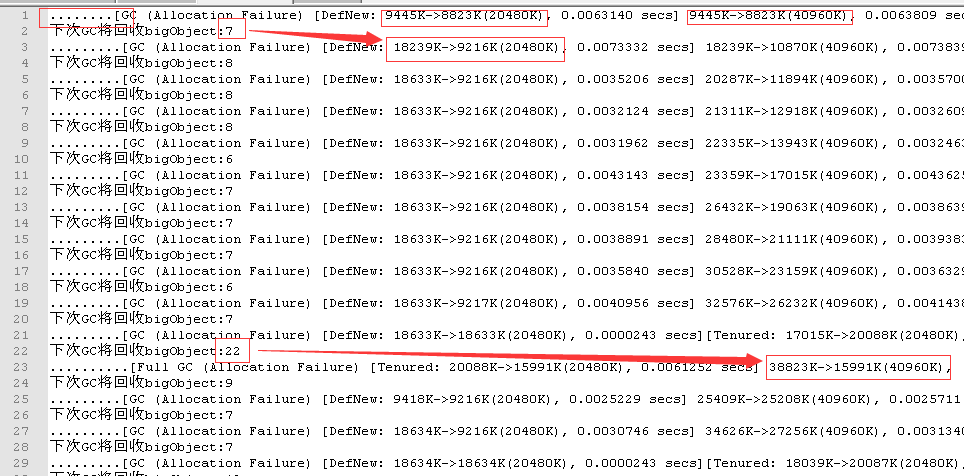 1 ........[GC (Allocation Failure) [DefNew: 9445K->8823K(20480K), 0.0063140 secs] 9445K->8823K(40960K), 0.0063809 sec
2 下次GC将回收bigObject:7
3 .........[GC (Allocation Failure) [DefNew: 18239K->9216K(20480K), 0.0073332 secs] 18239K->10870K(40960K), 0.0073839
4 下次GC将回收bigObject:8
5 .........[GC (Allocation Failure) [DefNew: 18633K->9216K(20480K), 0.0035206 secs] 20287K->11894K(40960K), 0.0035700
6 下次GC将回收bigObject:8
7 .........[GC (Allocation Failure) [DefNew: 18633K->9216K(20480K), 0.0032124 secs] 21311K->12918K(40960K), 0.0032609
8 下次GC将回收bigObject:8
9 .........[GC (Allocation Failure) [DefNew: 18633K->9216K(20480K), 0.0031962 secs] 22335K->13943K(40960K), 0.0032463
10 下次GC将回收bigObject:6
11 .........[GC (Allocation Failure) [DefNew: 18633K->9216K(20480K), 0.0043143 secs] 23359K->17015K(40960K), 0.0043625
12 下次GC将回收bigObject:7
13 .........[GC (Allocation Failure) [DefNew: 18633K->9216K(20480K), 0.0038154 secs] 26432K->19063K(40960K), 0.0038639
14 下次GC将回收bigObject:7
15 .........[GC (Allocation Failure) [DefNew: 18633K->9216K(20480K), 0.0038891 secs] 28480K->21111K(40960K), 0.0039383
16 下次GC将回收bigObject:7
17 .........[GC (Allocation Failure) [DefNew: 18633K->9216K(20480K), 0.0035840 secs] 30528K->23159K(40960K), 0.0036329
18 下次GC将回收bigObject:6
19 .........[GC (Allocation Failure) [DefNew: 18633K->9217K(20480K), 0.0040956 secs] 32576K->26232K(40960K), 0.0041438
20 下次GC将回收bigObject:7
21 .........[GC (Allocation Failure) [DefNew: 18633K->18633K(20480K), 0.0000243 secs][Tenured: 17015K->20088K(20480K),
22 下次GC将回收bigObject:22
23 ..........[Full GC (Allocation Failure) [Tenured: 20088K->15991K(20480K), 0.0061252 secs] 38823K->15991K(40960K),
24 下次GC将回收bigObject:9
25 .........[GC (Allocation Failure) [DefNew: 9418K->9216K(20480K), 0.0025229 secs] 25409K->25208K(40960K), 0.0025711
26 下次GC将回收bigObject:7
27 .........[GC (Allocation Failure) [DefNew: 18634K->9216K(20480K), 0.0030746 secs] 34626K->27256K(40960K), 0.0031340
28 下次GC将回收bigObject:7
29 .........[GC (Allocation Failure) [DefNew: 18634K->18634K(20480K), 0.0000243 secs][Tenured: 18039K->20087K(20480K),